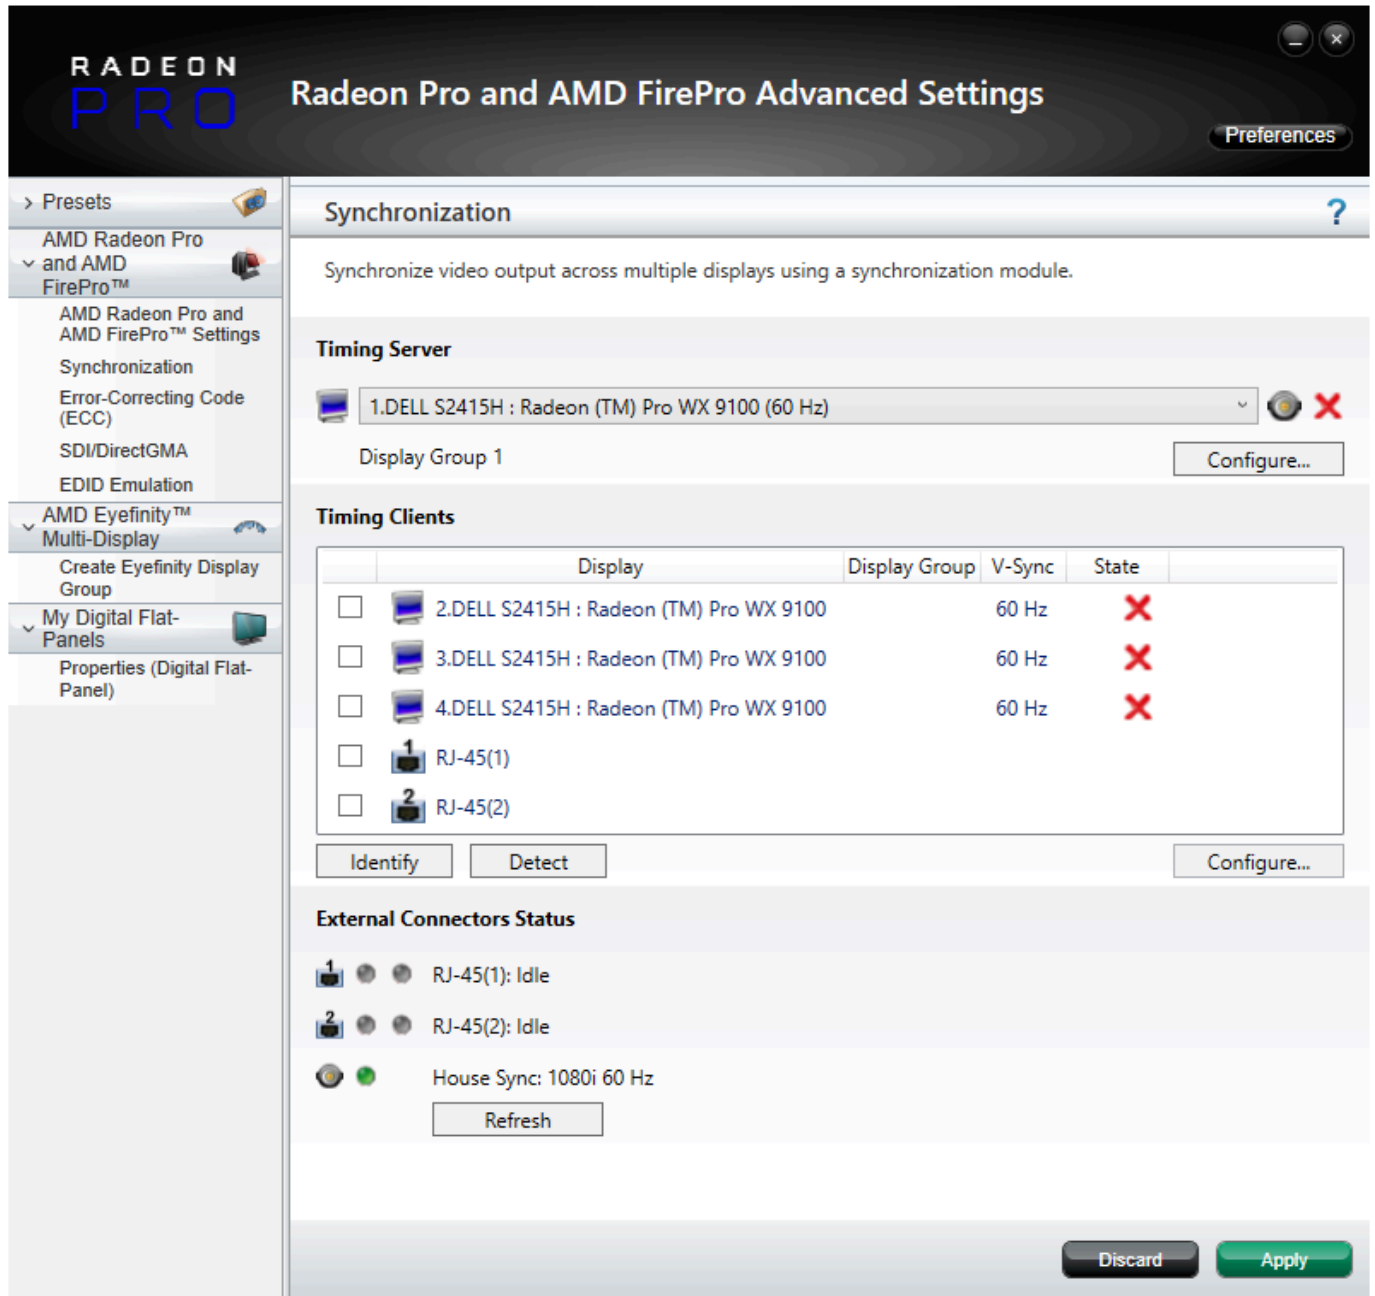 RADEON
PRO
Radeon Pro and AMD FirePro Advanced Settings
Preferences
Presets
AMD Radeon Pro
and AMD
FirePro™
AMD Radeon Pro and
AMD FirePro™ Settings
Synchronization
Error-Correcting Code
(ECC)
SDI/DirectGMA
EDID Emulation
AMD Eyefinity™
Multi-Display
Create Eyefinity Display
Group
My Digital Flat-
Panels
Properties (Digital Flat-
Panel)
Synchronization ?
Synchronize video output across multiple displays using a synchronization module.
Timing Server
1.DELL S2415H : Radeon (TM) Pro WX 9100 (60 Hz)
Display Group 1 Configure...
Timing Clients
Display Display Group V-Sync State
2.DELL S2415H : Radeon (TM) Pro WX 9100 60 Hz
3.DELL S2415H : Radeon (TM) Pro WX 9100 60 Hz
4.DELL S2415H : Radeon (TM) Pro WX 9100 60 Hz
1 RJ-45(1)
2 RJ-45(2)
Identify Detect Configure...
External Connectors Status
1 RJ-45(1): Idle
2 RJ-45(2): Idle
House Sync: 1080i 60 Hz
Refresh
Discard Apply